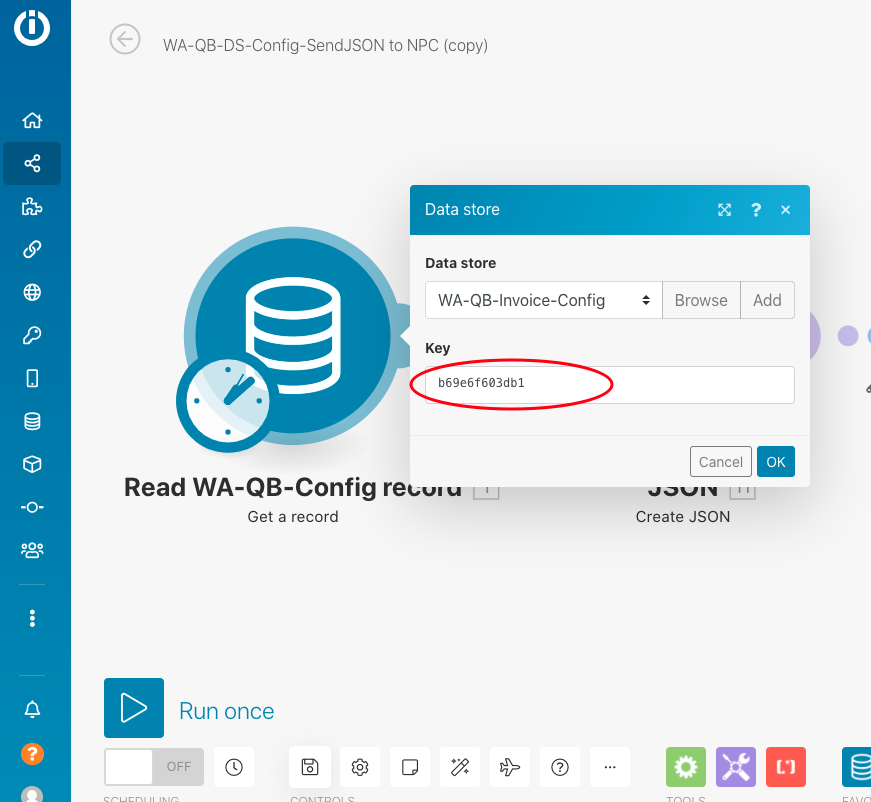 WA-QB-DS-Config-SendJSON to NPC (copy)
Data store
?
Data store
WA-QB-Invoice-Config
Browse
Add
Key
b69e6f603db1
Cancel
OK
Read WA-QB-Config record
JSON
Get a record
Create JSON
Run once
OFF
SCHEDULING
CONTROLS
TOOLS
FAVO